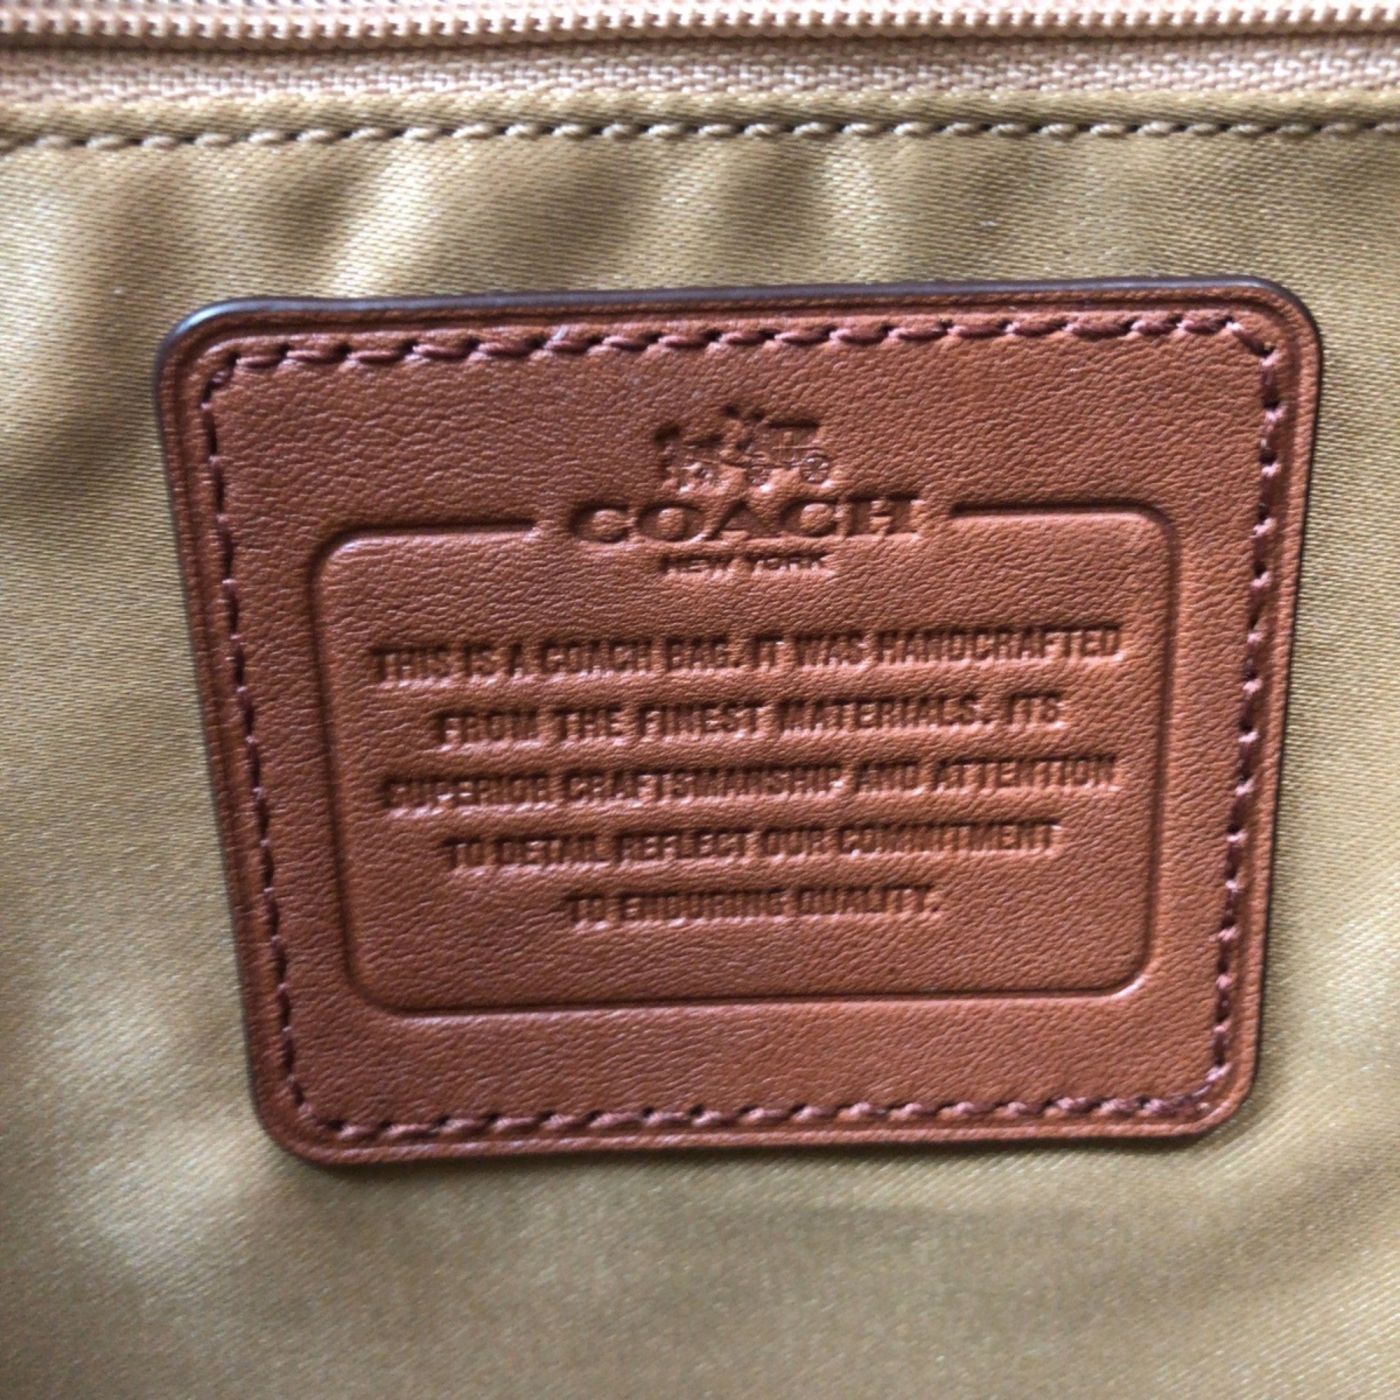 COACH
NEW YORK
THIS IS A COACH BAG. IT WAS HANDCRAFTED
FROM THE FINEST MATERIALS. ITS
SUPERIOR CRAFTSMANSHIP AND ATTENTION
TO DETAIL REFLECT OUR COMMITMENT
TO ENDURING QUALITY.